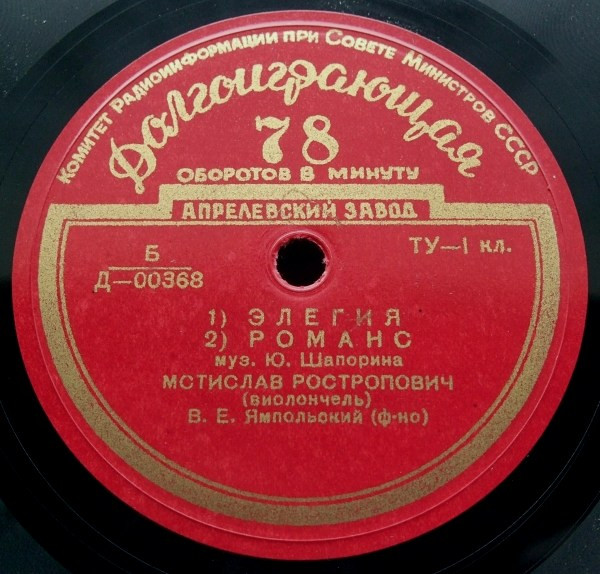 Комитет Радиоинформации при Совете Министров СССР
Долгоиграющая
78
ОБОРОТОВ В МИНУТУ
АПРЕЛЕВСКИЙ ЗАВОД
Б
Д—00368
ТУ—1 кл.
1) ЭЛЕГИЯ
2) РОМАНС
муз. Ю. Шапорина
МСТИСЛАВ РОСТРОПОВИЧ
(виолончель)
В. Е. Ямпольский (ф-но)